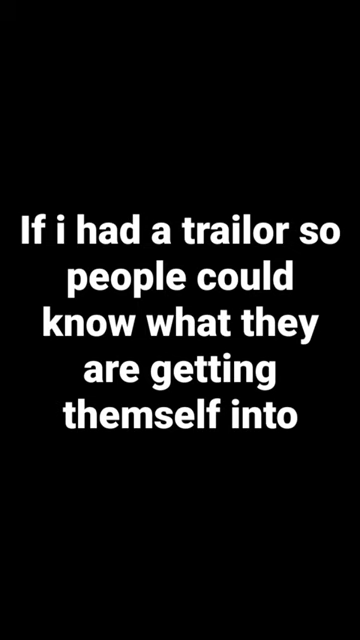 If i had a trailor so
people could
know what they
are getting
themself into